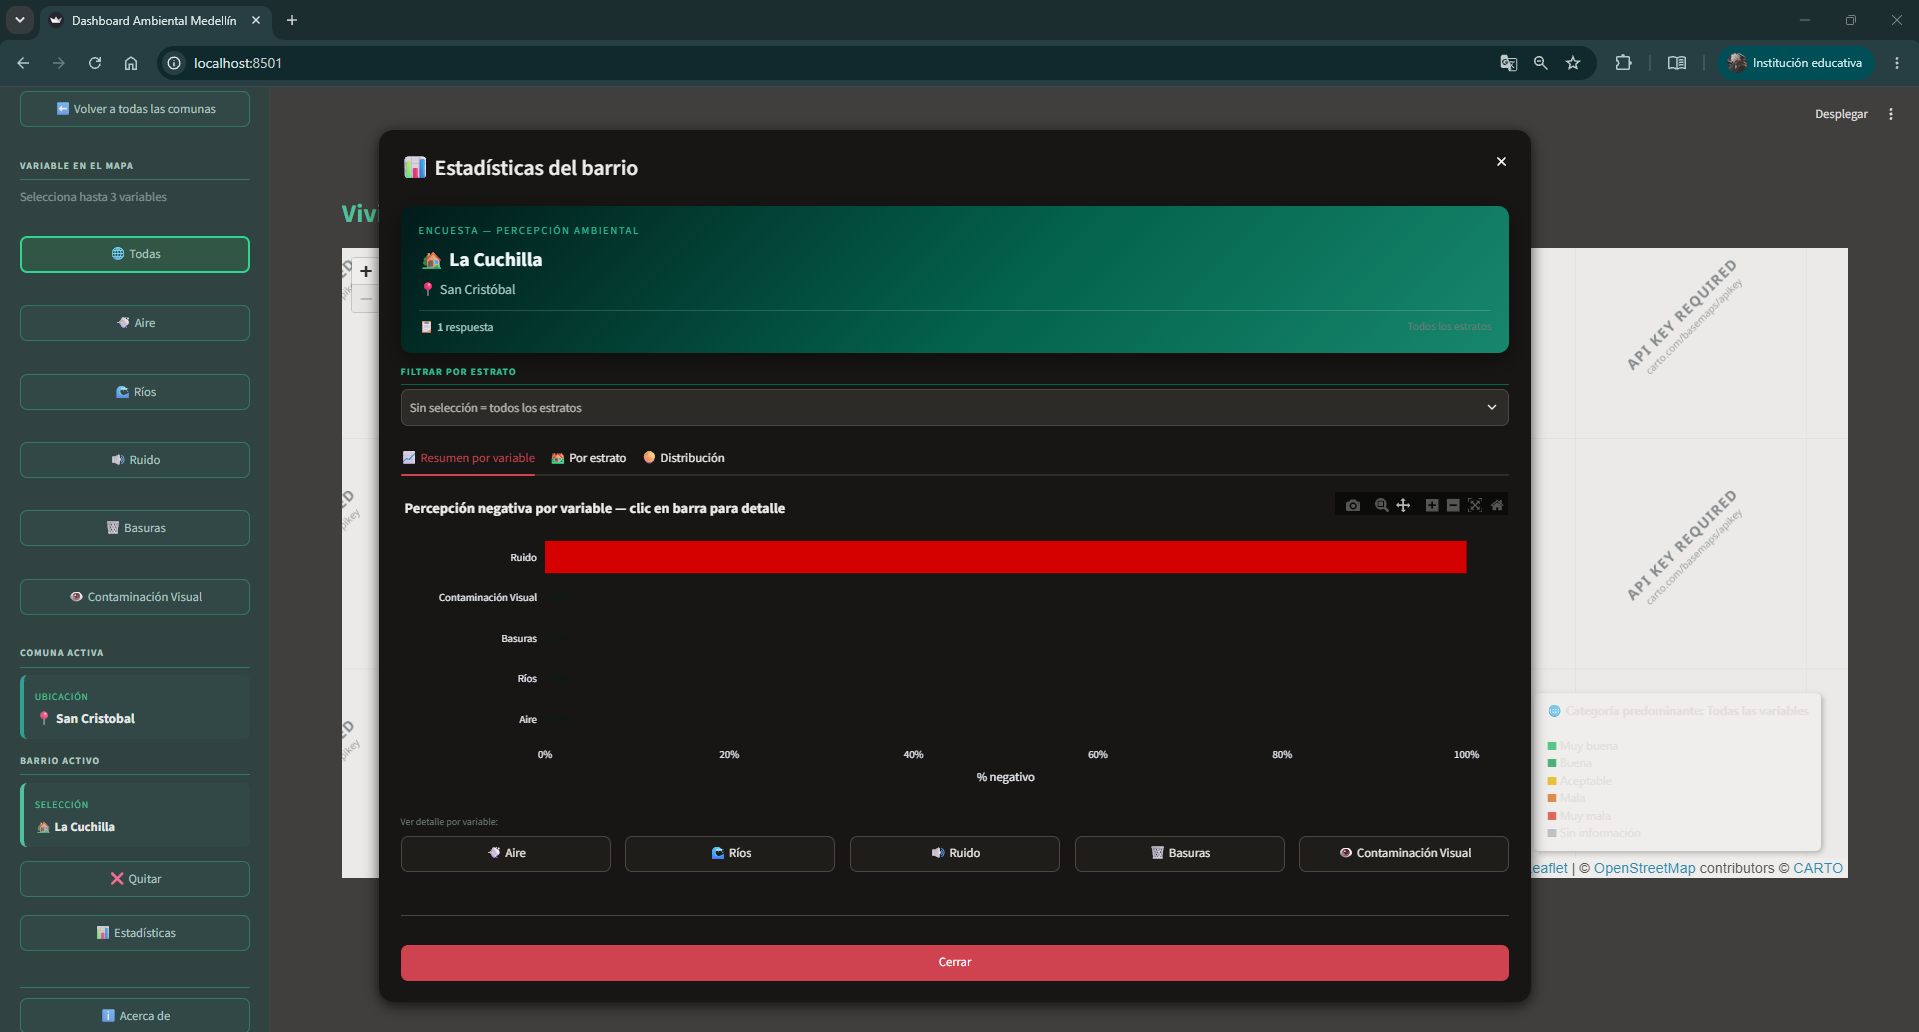 Dashboard Ambiental Medellín
localhost:8501
Institución educativa
Volver a todas las comunas
VARIABLE EN EL MAPA
Selecciona hasta 3 variables
Todas
Aire
Ríos
Ruido
Basuras
Contaminación Visual
COMUNA ACTIVA
UBICACIÓN
San Cristobal
BARRIO ACTIVO
SELECCIÓN
La Cuchilla
Quitar
Estadísticas
Acerca de
Desplegar
Vivi
+
−
Estadísticas del barrio
ENCUESTA — PERCEPCIÓN AMBIENTAL
La Cuchilla
San Cristóbal
1 respuesta
Todos los estratos
FILTRAR POR ESTRATO
Sin selección = todos los estratos
Resumen por variable
Por estrato
Distribución
Percepción negativa por variable — clic en barra para detalle
Ruido
Contaminación Visual
Basuras
Ríos
Aire
0% 20% 40% 60% 80% 100%
% negativo
Ver detalle por variable:
Aire
Ríos
Ruido
Basuras
Contaminación Visual
Cerrar
API KEY REQUIRED
carto.com/basemaps/apikey
API KEY REQUIRED
carto.com/basemaps/apikey
Categoría predominante: Todas las variables
Muy buena
Buena
Aceptable
Mala
Muy mala
Sin información
eaflet | © OpenStreetMap contributors © CARTO